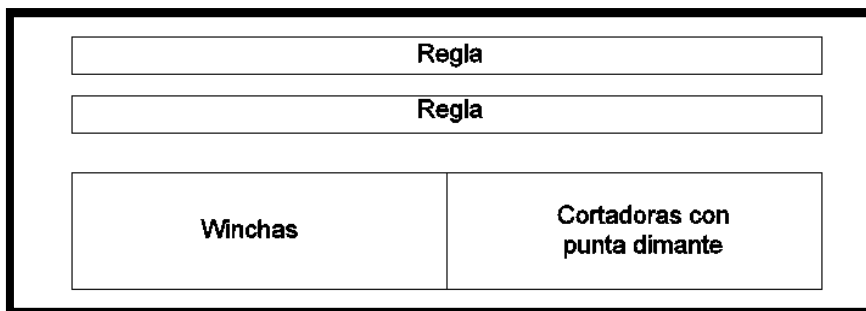 Regla
Regla
Winchas
Cortadoras con
punta dimante